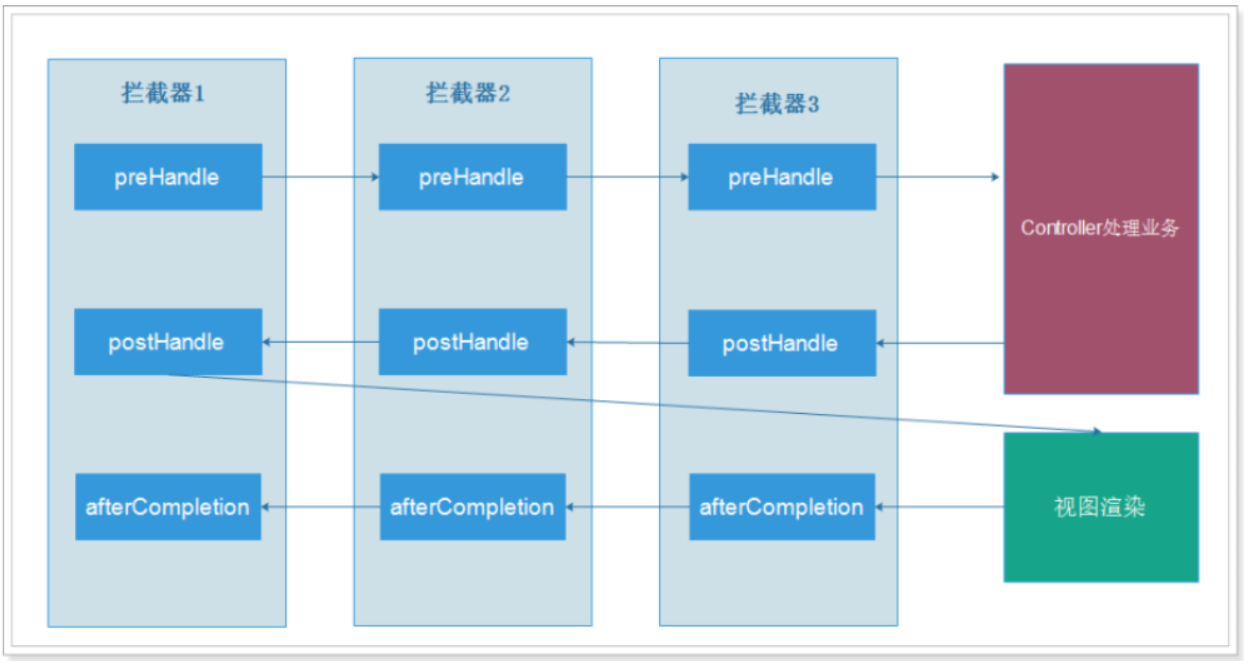 拦截器1
拦截器2
拦截器3
preHandle
preHandle
preHandle
Controller处理业务
postHandle
postHandle
postHandle
afterCompletion
afterCompletion
afterCompletion
视图渲染